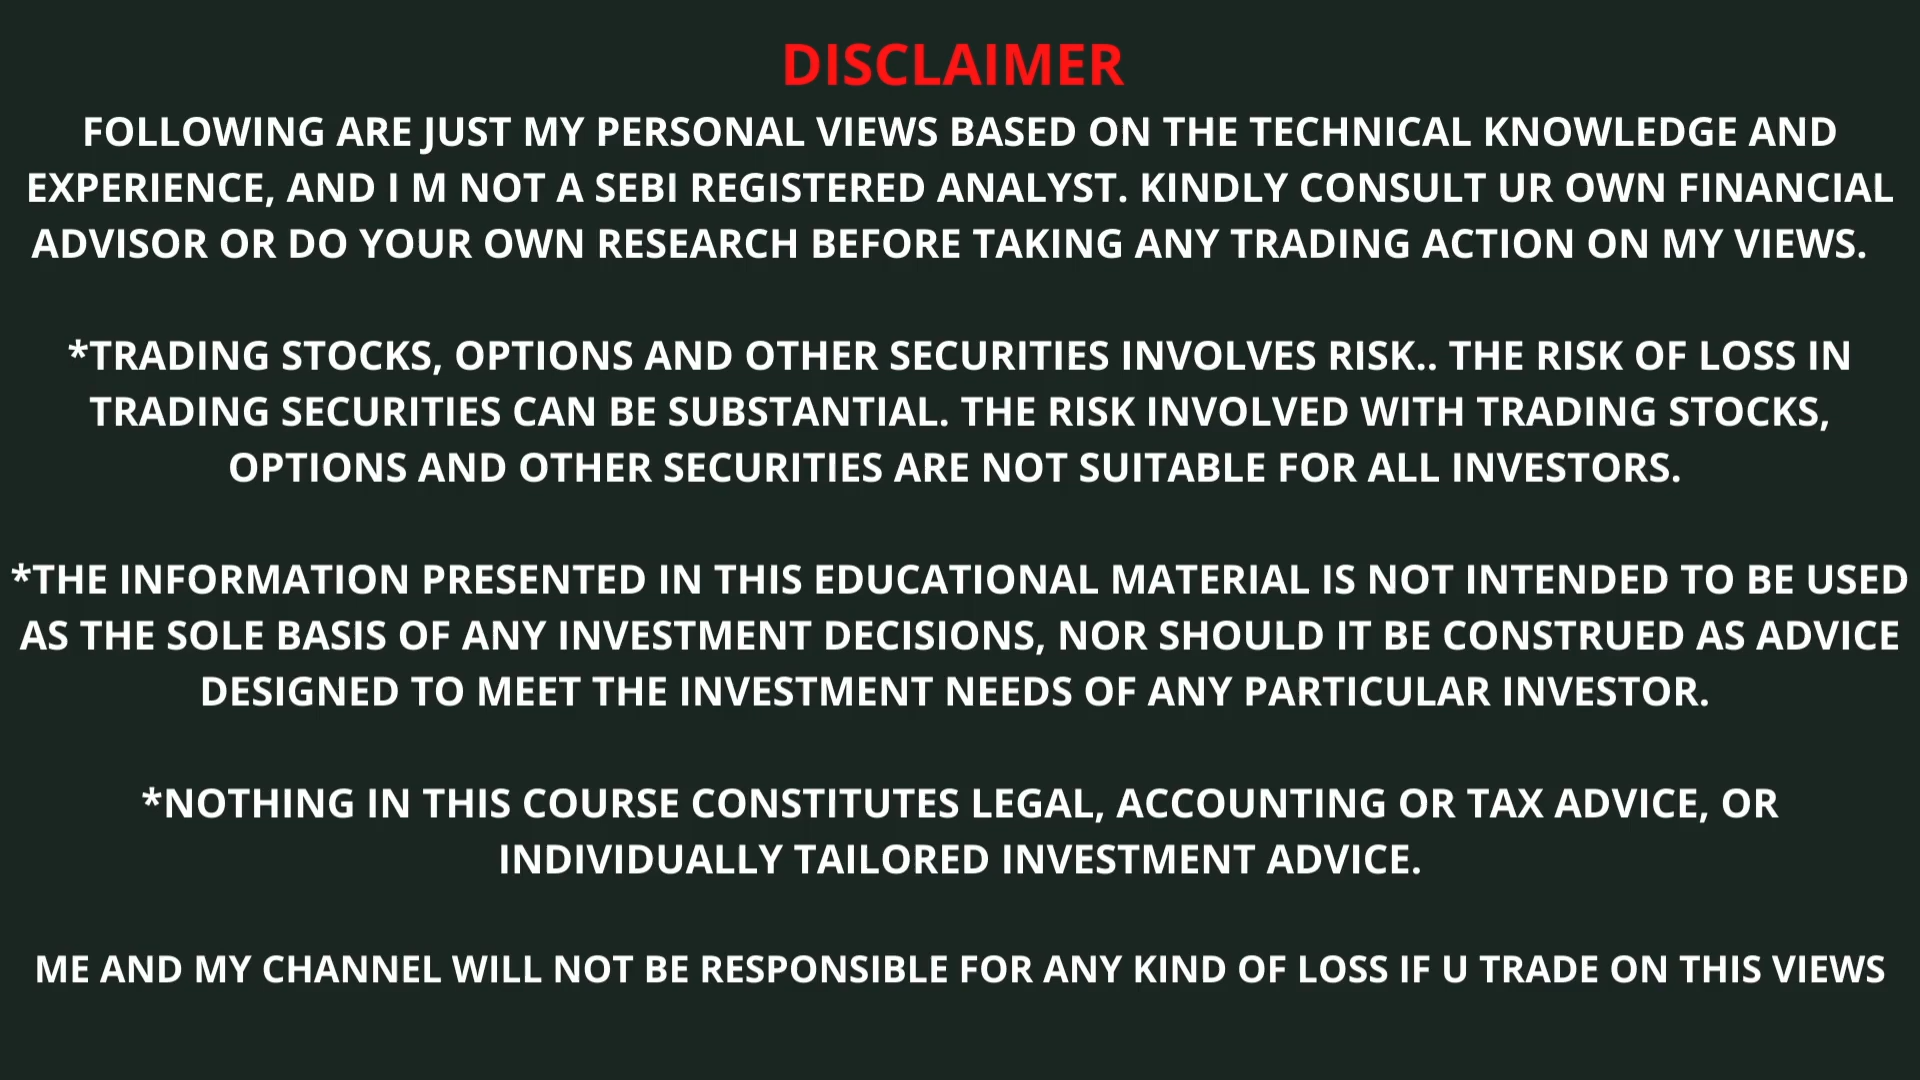 DISCLAIMER
FOLLOWING ARE JUST MY PERSONAL VIEWS BASED ON THE TECHNICAL KNOWLEDGE AND
EXPERIENCE, AND I M NOT A SEBI REGISTERED ANALYST. KINDLY CONSULT UR OWN FINANCIAL
ADVISOR OR DO YOUR OWN RESEARCH BEFORE TAKING ANY TRADING ACTION ON MY VIEWS.
*TRADING STOCKS, OPTIONS AND OTHER SECURITIES INVOLVES RISK.. THE RISK OF LOSS IN
TRADING SECURITIES CAN BE SUBSTANTIAL. THE RISK INVOLVED WITH TRADING STOCKS,
OPTIONS AND OTHER SECURITIES ARE NOT SUITABLE FOR ALL INVESTORS.
*THE INFORMATION PRESENTED IN THIS EDUCATIONAL MATERIAL IS NOT INTENDED TO BE USED
AS THE SOLE BASIS OF ANY INVESTMENT DECISIONS, NOR SHOULD IT BE CONSTRUED AS ADVICE
DESIGNED TO MEET THE INVESTMENT NEEDS OF ANY PARTICULAR INVESTOR.
*NOTHING IN THIS COURSE CONSTITUTES LEGAL, ACCOUNTING OR TAX ADVICE, OR
INDIVIDUALLY TAILORED INVESTMENT ADVICE.
ME AND MY CHANNEL WILL NOT BE RESPONSIBLE FOR ANY KIND OF LOSS IF U TRADE ON THIS VIEWS